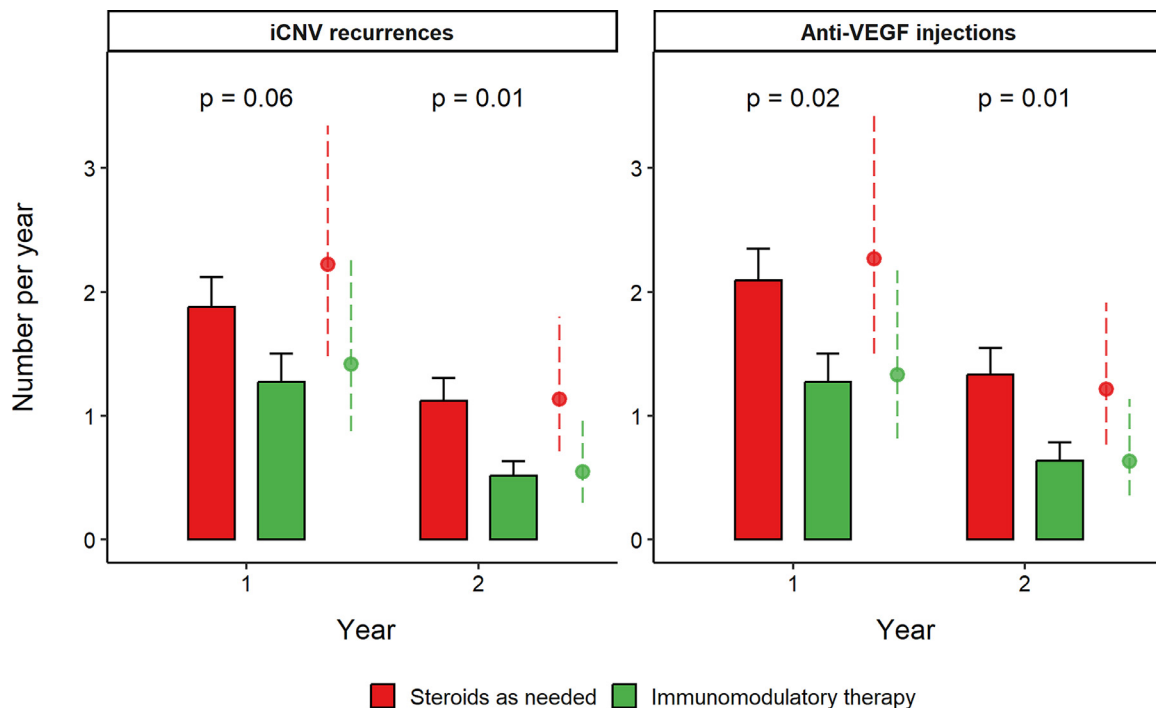 iCNV recurrences
Anti-VEGF injections
p = 0.06
p = 0.01
p = 0.02
p = 0.01
Number per year
3
2
1
0
3
2
1
0
1
2
1
2
Year
Year
Steroids as needed
Immunomodulatory therapy